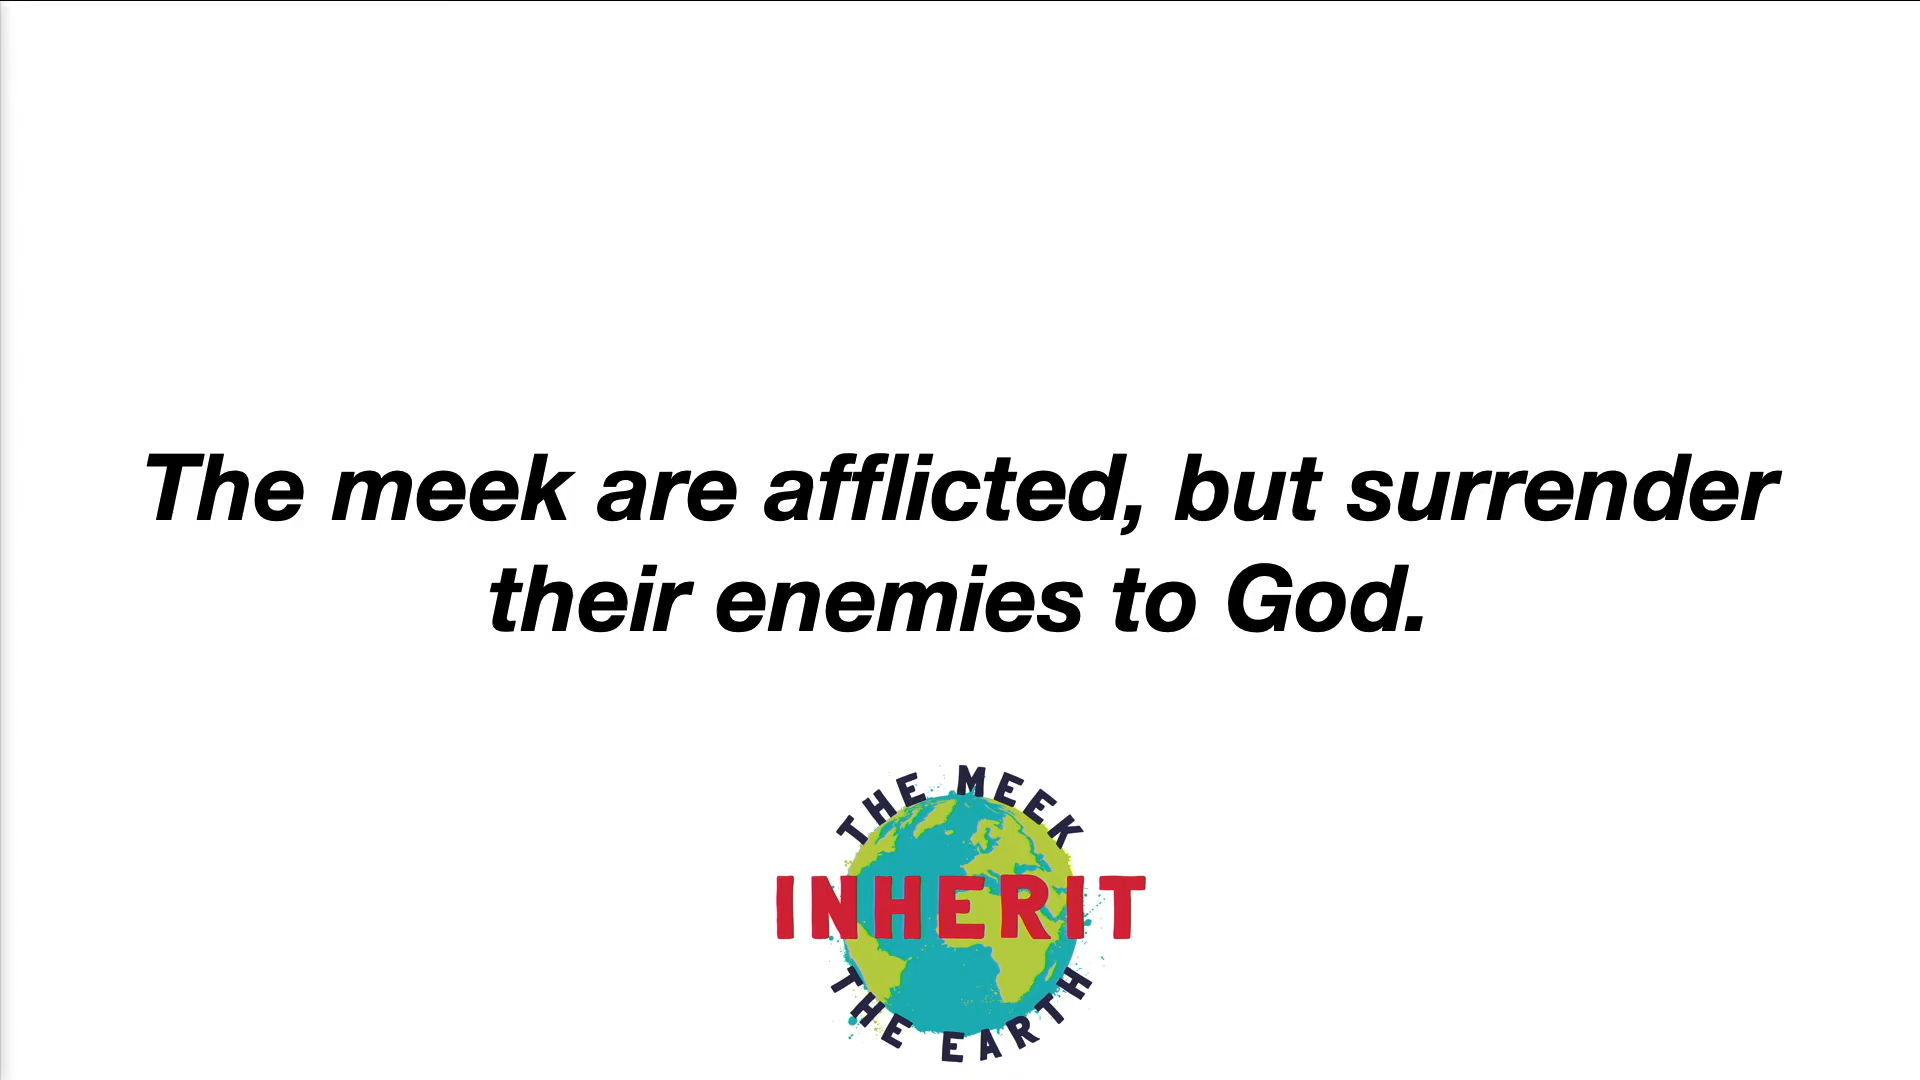 The meek are afflicted, but surrender
their enemies to God.
THE MEEK
INHERIT
THE EARTH